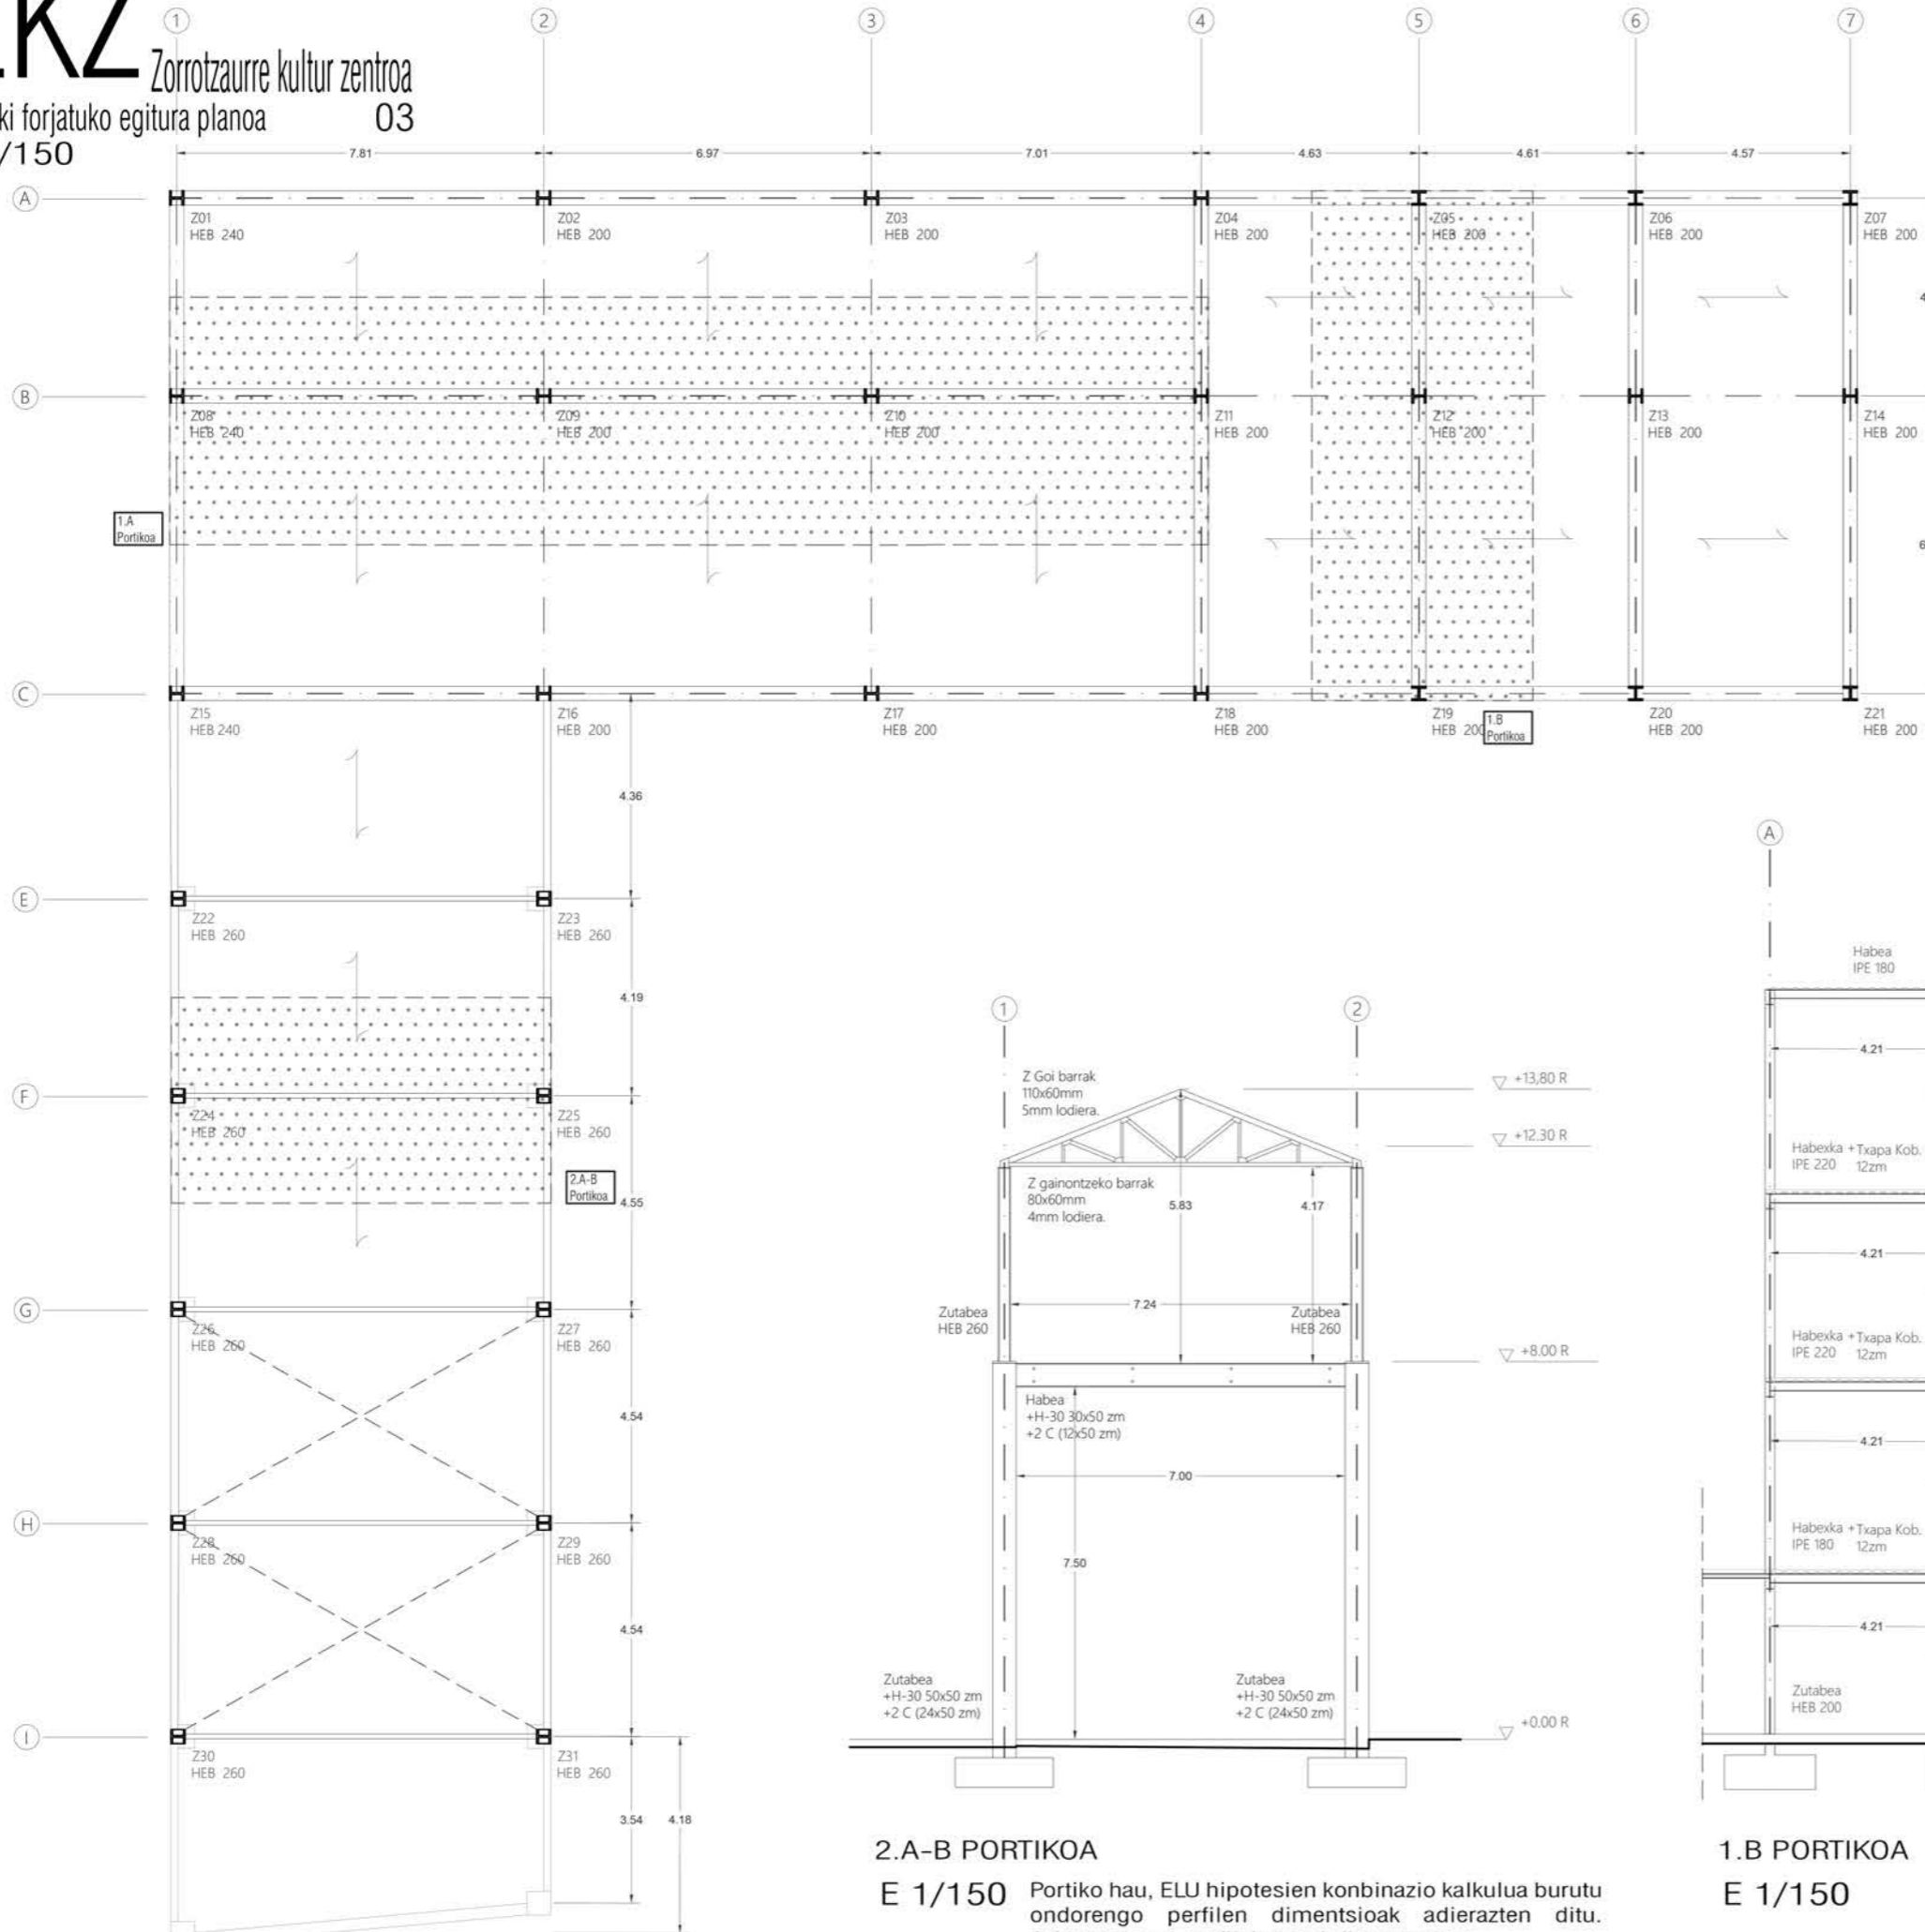 .KZ Zorrotzaurre kultur zentroa
ki forjatuko egitura planoa 03
/150
1 2 3 4 5 6 7
7.81 6.97 7.01 4.63 4.61 4.57
A
Z01 Z02 Z03 Z04 Z05 Z06 Z07
HEB 240 HEB 200 HEB 200 HEB 200 HEB 200 HEB 200 HEB 200
4
B
Z08 Z09 Z10 Z11 Z12 Z13 Z14
HEB 240 HEB 200 HEB 200 HEB 200 HEB 200 HEB 200 HEB 200
1.A
Portikoa
6
C
Z15 Z16 Z17 Z18 Z19 Z20 Z21
HEB 240 HEB 200 HEB 200 HEB 200 HEB 200 HEB 200 HEB 200
1.B
Portikoa
4.36
E
Z22 Z23
HEB 260 HEB 260
4.19
F
Z24 Z25
HEB 260 HEB 260
2.A-B
Portikoa
4.55
G
Z26 Z27
HEB 260 HEB 260
4.54
H
Z28 Z29
HEB 260 HEB 260
4.54
I
Z30 Z31
HEB 260 HEB 260
3.54 4.18
1 2
Z Goi barrak
110x60mm
5mm lodiera.
+13,80 R
+12.30 R
Z gainontzeko barrak
80x60mm
4mm lodiera.
5.83 4.17
7.24
Zutabea
HEB 260
Zutabea
HEB 260
+8.00 R
Habea
+H-30 30x50 zm
+2 C (12x50 zm)
7.00
7.50
Zutabea
+H-30 50x50 zm
+2 C (24x50 zm)
Zutabea
+H-30 50x50 zm
+2 C (24x50 zm)
+0.00 R
2.A-B PORTIKOA
E 1/150
Portiko hau, ELU hipotesien konbinazio kalkulua burutu
ondorengo perfilen dimentsioak adierazten ditu.
A
Habea
IPE 180
4.21
Habexka +Txapa Kob.
IPE 220 12zm
4.21
Habexka +Txapa Kob.
IPE 220 12zm
4.21
Habexka +Txapa Kob.
IPE 180 12zm
4.21
Zutabea
HEB 200
1.B PORTIKOA
E 1/150